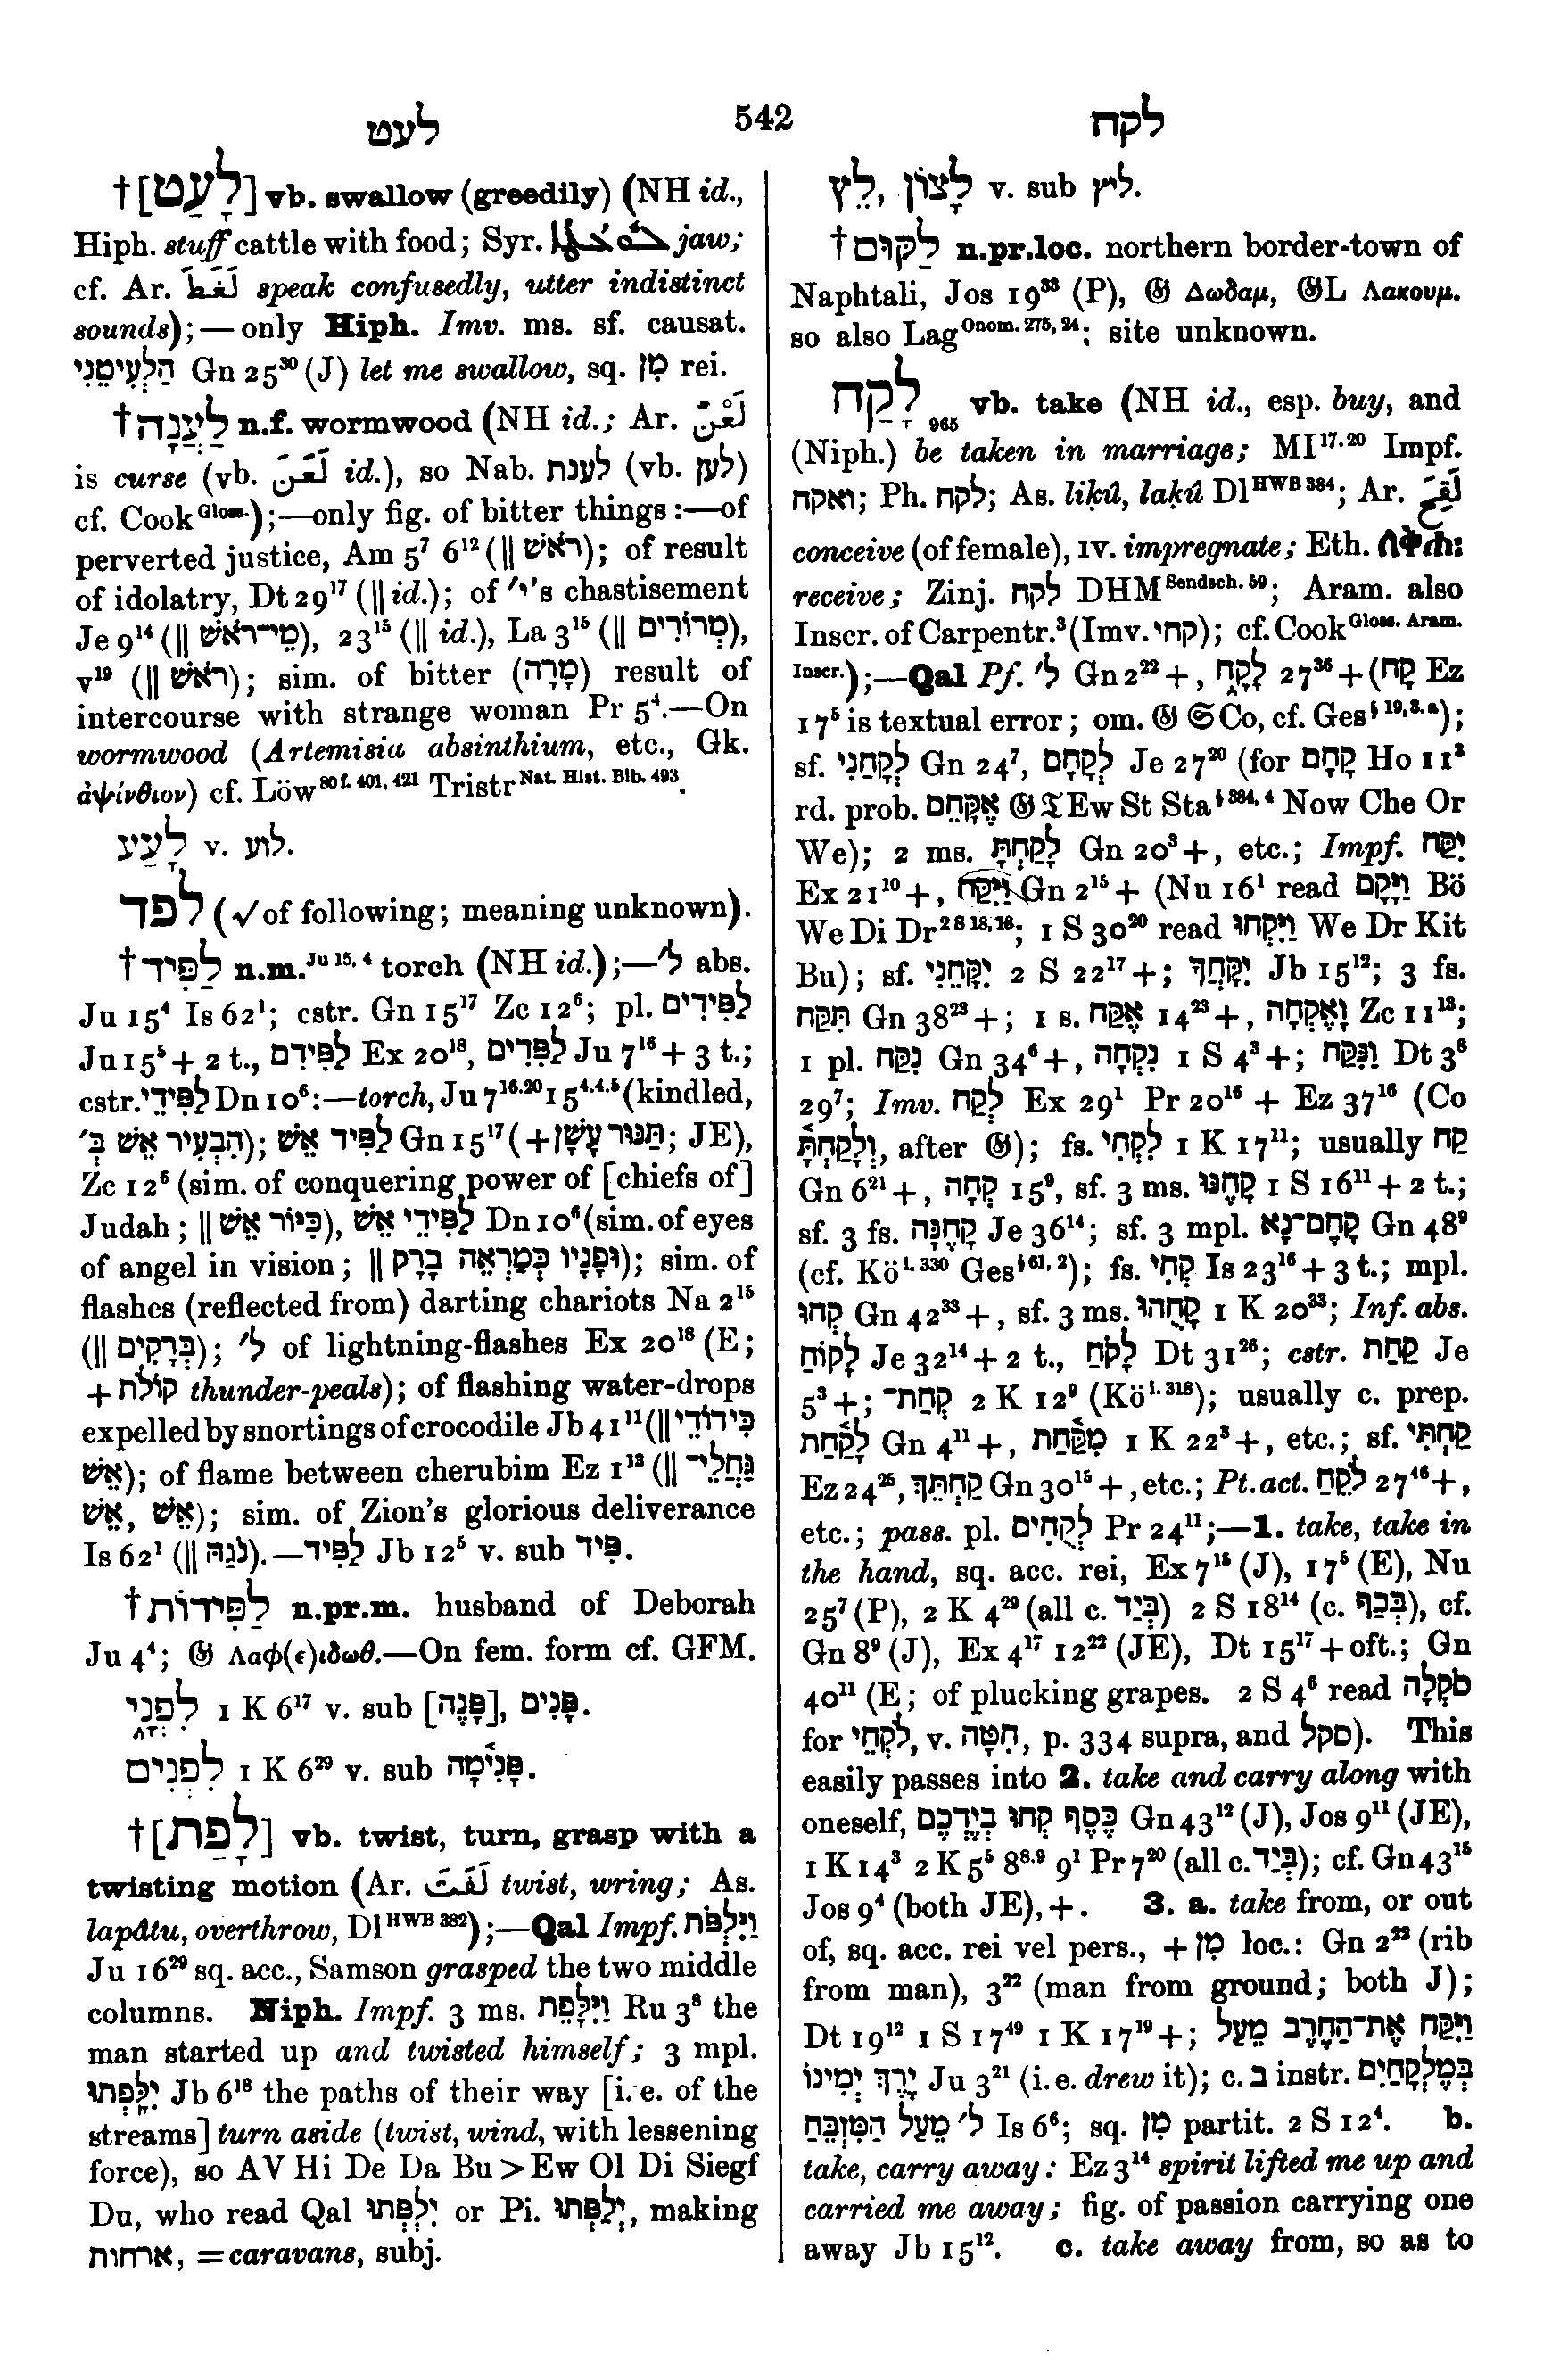 לעט
542
לקח
†[לָעַט] vb. swallow (greedily) (NH id.,
Hiph. stuff cattle with food; Syr. jaw;
cf. Ar. لَغَطَ speak confusedly, utter indistinct
sounds);—only Hiph. Imv. ms. sf. causat.
הַלְעִיטֵנִי Gn 25³⁰ (J) let me swallow, sq. מִן rei.
†לַעֲנָה n.f. wormwood (NH id.; Ar. لَعْنٌ
is curse (vb. لَعَنَ id.), so Nab. לענת (vb. לען)
cf. Cook Gloss.);—only fig. of bitter things:—of
perverted justice, Am 5⁷ 6¹² (|| רֹאשׁ); of result
of idolatry, Dt 29¹⁷ (|| id.); of י׳'s chastisement
Je 9¹⁴ (|| מֵי־רֹאשׁ), 23¹⁵ (|| id.), La 3¹⁵ (|| מְרוֹרִים),
v¹⁹ (|| רֹאשׁ); sim. of bitter (מָרָה) result of
intercourse with strange woman Pr 5⁴.—On
wormwood (Artemisia absinthium, etc., Gk.
ἀψίνθιον) cf. Löw 80f. 401, 421 Tristr Nat. Hist. Bib. 493.
לָעַע v. לוע.
לפד (√of following; meaning unknown).
†לַפִּיד n.m. Ju 15, 4 torch (NH id.);—ל׳ abs.
Ju 15⁴ Is 62¹; cstr. Gn 15¹⁷ Zc 12⁶; pl. לַפִּידִים
Ju 15⁵ + 2 t., לַפִּידִם Ex 20¹⁸, לַפִּדִים Ju 7¹⁶ + 3 t.;
cstr. לַפִּידֵי Dn 10⁶:—torch, Ju 7¹⁶·²⁰ 15⁴·⁴·⁵ (kindled,
הִבְעִיר אֵשׁ בְּ׳); לַפִּיד אֵשׁ Gn 15¹⁷ (+תַּנּוּר עָשָׁן; JE),
Zc 12⁶ (sim. of conquering power of [chiefs of]
Judah; || כִּיּוֹר אֵשׁ), לַפִּידֵי אֵשׁ Dn 10⁶ (sim. of eyes
of angel in vision; || וּפָנָיו כְּמַרְאֵה בָרָק); sim. of
flashes (reflected from) darting chariots Na 2¹⁵
(|| בְּרָקִים); ל׳ of lightning-flashes Ex 20¹⁸ (E;
+ קוֹלֹת thunder-peals); of flashing water-drops
expelled by snortings of crocodile Jb 41¹¹ (|| כִּידוֹדֵי
אֵשׁ); of flame between cherubim Ez 1¹³ (|| גַּחֲלֵי־
אֵשׁ, אֵשׁ); sim. of Zion's glorious deliverance
Is 62¹ (|| נֹגַהּ).—לַפִּיד Jb 12⁵ v. sub פִּיד.
†לַפִּידוֹת n.pr.m. husband of Deborah
Ju 4⁴; 𝔊 Λαφ(ε)ιδωθ.—On fem. form cf. GFM.
לִפְנָי 1 K 6¹⁷ v. sub [פָּנֶה], פָּנִים.
לִפְנִים 1 K 6²⁹ v. sub פְּנִימָה.
†[לָפַת] vb. twist, turn, grasp with a
twisting motion (Ar. لَفَتَ twist, wring; As.
lapâtu, overthrow, Dl HWB 382);—Qal Impf. וַיִּלְפֹּת
Ju 16²⁹ sq. acc., Samson grasped the two middle
columns. Niph. Impf. 3 ms. וַיִּלָּפֵת Ru 3⁸ the
man started up and twisted himself; 3 mpl.
יִלָּפְתוּ Jb 6¹⁸ the paths of their way [i.e. of the
streams] turn aside (twist, wind, with lessening
force), so AV Hi De Da Bu > Ew Ol Di Siegf
Du, who read Qal יִלְפְּתוּ or Pi. יְלַפְּתוּ, making
ארחות, = caravans, subj.
לֵץ, לָצוֹן v. sub ליץ.
†לַקּוּם n.pr.loc. northern border-town of
Naphtali, Jos 19³³ (P), 𝔊 Δωδαμ, 𝔊L Λακουμ.
so also Lag Onom. 275, 24; site unknown.
לָקַח 965 vb. take (NH id., esp. buy, and
(Niph.) be taken in marriage; MI 17·20 Impf.
ואקח; Ph. לקח; As. liḳû, laḳû Dl HWB 384; Ar. لَقِحَ
conceive (of female), IV. impregnate; Eth. ለቅሐ፡
receive; Zinj. לקח DHM Sendsch. 59; Aram. also
Inscr. of Carpentr.³ (Imv. קחי); cf. Cook Gloss. Aram.
Inscr.);—Qal Pf. ל׳ Gn 2²² +, לָקָח 27³⁶ + (קָח Ez
17⁵ is textual error; om. 𝔊 𝔖 Co, cf. Ges § 19, 3. a);
sf. לְקָחַנִי Gn 24⁷, לְקָחָם Je 27²⁰ (for קָחָם Ho 11³
rd. prob. אֶקָּחֵם 𝔊 𝔗 Ew St Sta § 384, 4 Now Che Or
We); 2 ms. לָקַחְתָּ Gn 20³ +, etc.; Impf. יִקַּח
Ex 21¹⁰ +, וַיִּקַּח Gn 2¹⁵ + (Nu 16¹ read וַיָּקָם Bö
We Di Dr 2 S 18, 18; 1 S 30²⁰ read וַיִּקְחוּ We Dr Kit
Bu); sf. יִקָּחֵנִי 2 S 22¹⁷ +; יִקָּחֲךָ Jb 15¹²; 3 fs.
תִּקַּח Gn 38²³ +; 1 s. אֶקַּח 14²³ +, וָאֶקְחָה Zc 11¹³;
1 pl. נִקַּח Gn 34⁶ +, נִקְחָה 1 S 4³ +; וַנִּקַּח Dt 3⁸
29⁷; Imv. לְקַח Ex 29¹ Pr 20¹⁶ + Ez 37¹⁶ (Co
וְלָקַחְתָּ, after 𝔊); fs. לִקְחִי 1 K 17¹¹; usually קַח
Gn 6²¹ +, קְחָה 15⁹, sf. 3 ms. קָחֶנּוּ 1 S 16¹¹ + 2 t.;
sf. 3 fs. קָחֶנָּה Je 36¹⁴; sf. 3 mpl. קָחֶם־נָא Gn 48⁹
(cf. Kö I. 330 Ges § 61, 2); fs. קְחִי Is 23¹⁶ + 3 t.; mpl.
קְחוּ Gn 42³³ +, sf. 3 ms. קָחֻהוּ 1 K 20³³; Inf. abs.
לָקוֹחַ Je 32¹⁴ + 2 t., לָקֹחַ Dt 31²⁶; cstr. קַחַת Je
5³ +; קְחַת־ 2 K 12⁹ (Kö I. 318); usually c. prep.
לָקַחַת Gn 4¹¹ +, מִקַּחַת 1 K 22³ +, etc.; sf. קַחְתִּי
Ez 24²⁵, קַחְתֵּךְ Gn 30¹⁵ +, etc.; Pt. act. לֹקֵחַ 27⁴⁶ +,
etc.; pass. pl. לְקֻחִים Pr 24¹¹;—1. take, take in
the hand, sq. acc. rei, Ex 7¹⁵ (J), 17⁵ (E), Nu
25⁷ (P), 2 K 4²⁹ (all c. בְּיַד) 2 S 18¹⁴ (c. בְּכַף), cf.
Gn 8⁹ (J), Ex 4¹⁷ 12²² (JE), Dt 15¹⁷ + oft.; Gn
40¹¹ (E; of plucking grapes. 2 S 4⁶ read סֹקְלָה
for לֹקְחֵי, v. חִטָּה, p. 334 supra, and סקל). This
easily passes into 2. take and carry along with
oneself, כֶּסֶף קְחוּ בְיֶדְכֶם Gn 43¹² (J), Jos 9¹¹ (JE),
1 K 14³ 2 K 5⁵ 8⁸·⁹ 9¹ Pr 7²⁰ (all c. בְּיַד); cf. Gn 43¹⁵
Jos 9⁴ (both JE), +. 3. a. take from, or out
of, sq. acc. rei vel pers., + מִן loc.: Gn 2²² (rib
from man), 3²² (man from ground; both J);
Dt 19¹² 1 S 17⁴⁹ 1 K 17¹⁹ +; וַיִּקַּח אֶת־הַחֶרֶב מֵעַל
יֶרֶךְ יְמִינוֹ Ju 3²¹ (i.e. drew it); c. ב instr. בְּמֶלְקָחַיִם
ל׳ מֵעַל הַמִּזְבֵּחַ Is 6⁶; sq. מִן partit. 2 S 12⁴. b.
take, carry away: Ez 3¹⁴ spirit lifted me up and
carried me away; fig. of passion carrying one
away Jb 15¹². c. take away from, so as to